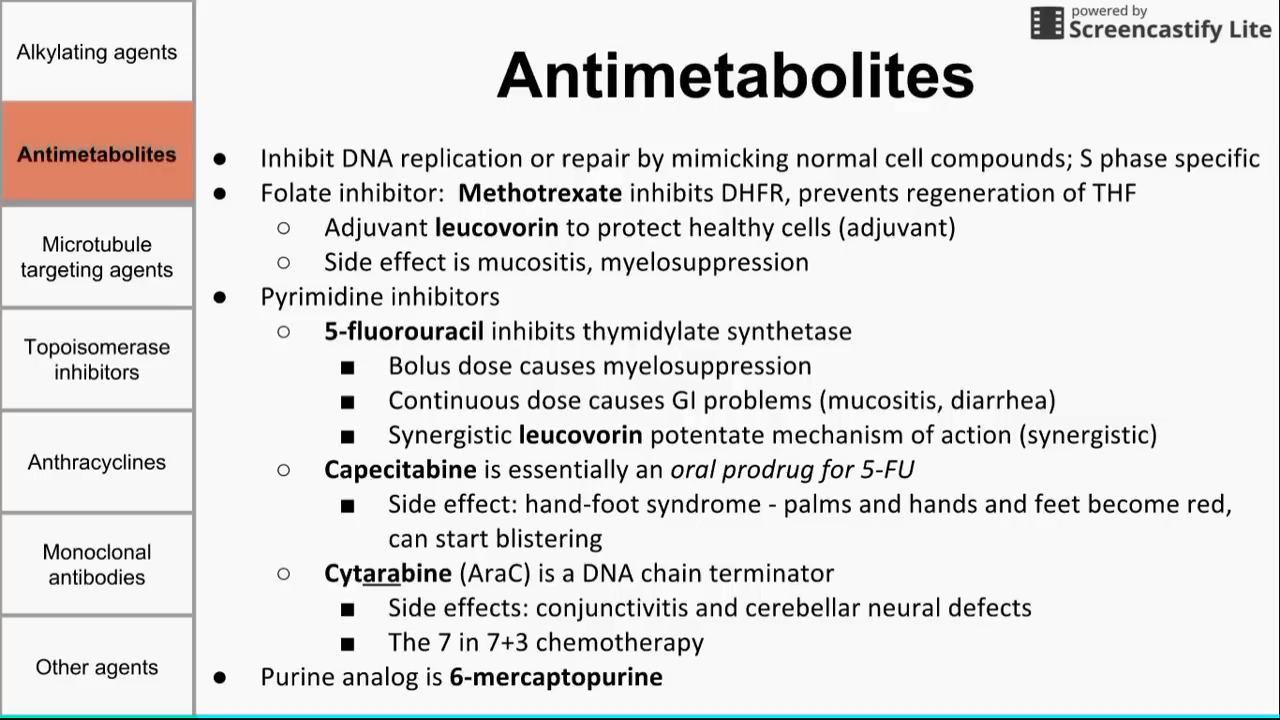 powered by
Screencastify Lite
Alkylating agents
Antimetabolites
Microtubule
targeting agents
Topoisomerase
inhibitors
Anthracyclines
Monoclonal
antibodies
Other agents
Antimetabolites
● Inhibit DNA replication or repair by mimicking normal cell compounds; S phase specific
● Folate inhibitor: Methotrexate inhibits DHFR, prevents regeneration of THF
○ Adjuvant leucovorin to protect healthy cells (adjuvant)
○ Side effect is mucositis, myelosuppression
● Pyrimidine inhibitors
○ 5-fluorouracil inhibits thymidylate synthetase
■ Bolus dose causes myelosuppression
■ Continuous dose causes GI problems (mucositis, diarrhea)
■ Synergistic leucovorin potentate mechanism of action (synergistic)
○ Capecitabine is essentially an oral prodrug for 5-FU
■ Side effect: hand-foot syndrome - palms and hands and feet become red,
can start blistering
○ Cytarabine (AraC) is a DNA chain terminator
■ Side effects: conjunctivitis and cerebellar neural defects
■ The 7 in 7+3 chemotherapy
● Purine analog is 6-mercaptopurine